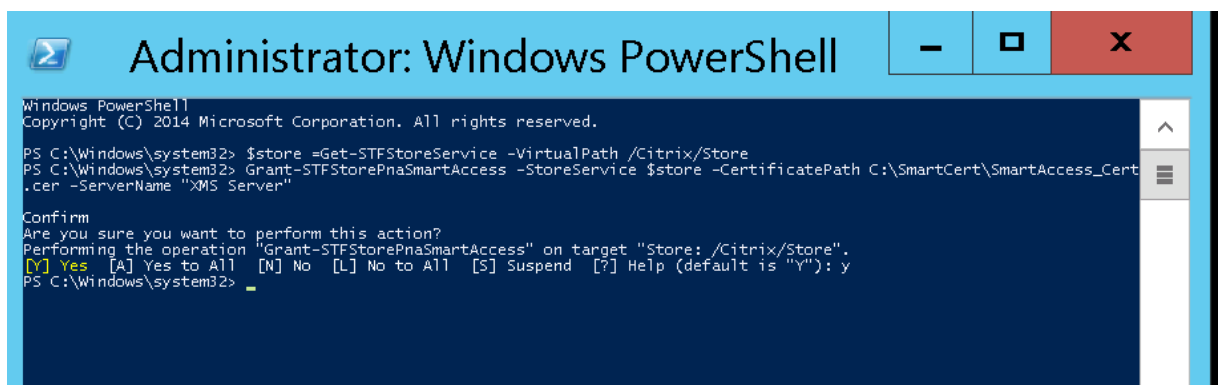 Administrator: Windows PowerShell
Windows PowerShell
Copyright (C) 2014 Microsoft Corporation. All rights reserved.
PS C:\Windows\system32> $store =Get-STFStoreService -VirtualPath /Citrix/Store
PS C:\Windows\system32> Grant-STFStorePnaSmartAccess -StoreService $store -CertificatePath C:\SmartCert\SmartAccess_Cert
.cer -ServerName "XMS Server"
Confirm
Are you sure you want to perform this action?
Performing the operation "Grant-STFStorePnaSmartAccess" on target "Store: /Citrix/Store".
[Y] Yes  [A] Yes to All  [N] No  [L] No to All  [S] Suspend  [?] Help (default is "Y"): y
PS C:\Windows\system32>